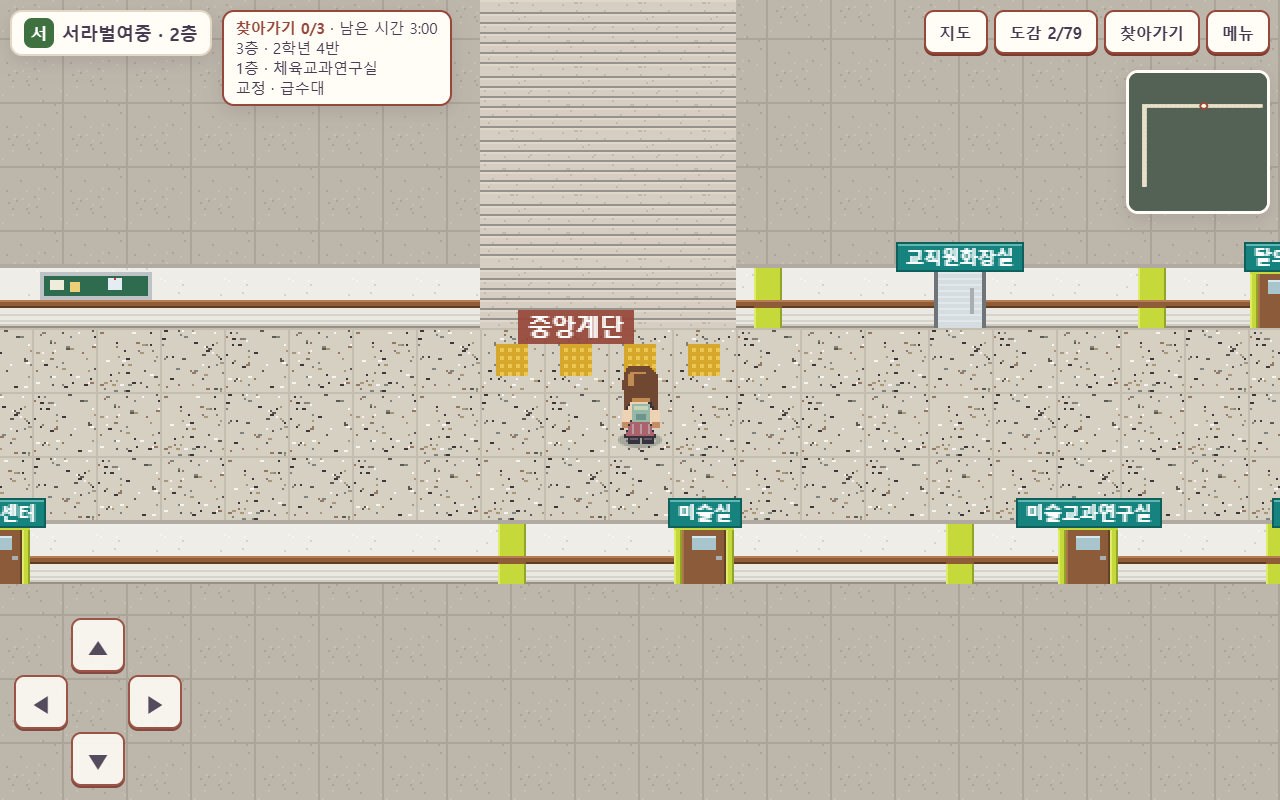 서 서라벌여중 · 2층
찾아가기 0/3 · 남은 시간 3:00
3층 · 2학년 4반
1층 · 체육교과연구실
교정 · 급수대
지도
도감 2/79
찾아가기
메뉴
교직원화장실
중앙계단
센터
미술실
미술교과연구실